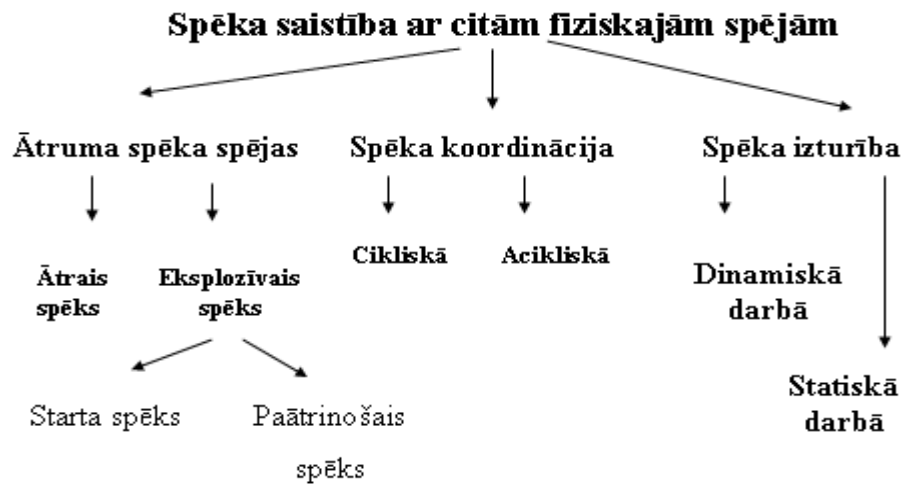 Spēka saistība ar citām fiziskajām spējām
Ātruma spēka spējas
Spēka koordinācija
Spēka izturība
Ātrais
spēks
Eksplozīvais
spēks
Cikliskā
Acikliskā
Dinamiskā
darbā
Statiskā
darbā
Starta spēks
Paātrinošais
spēks